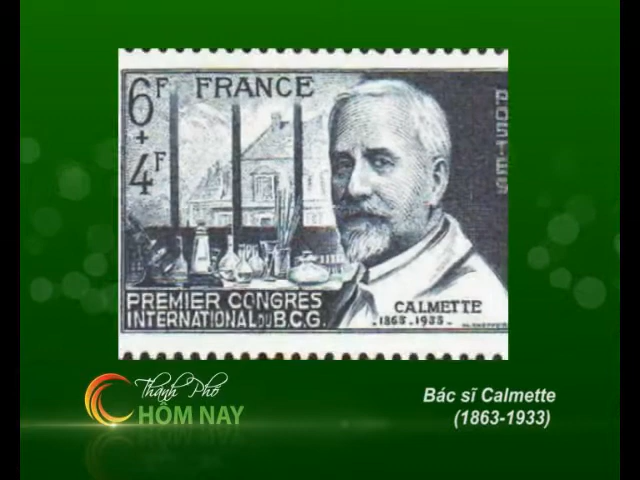 6F + 4F
FRANCE
POSTES
PREMIER CONGRES
INTERNATIONAL DU B.C.G.
CALMETTE
-1863-1933-
Thành Phố
HÔM NAY
Bác sĩ Calmette
(1863-1933)